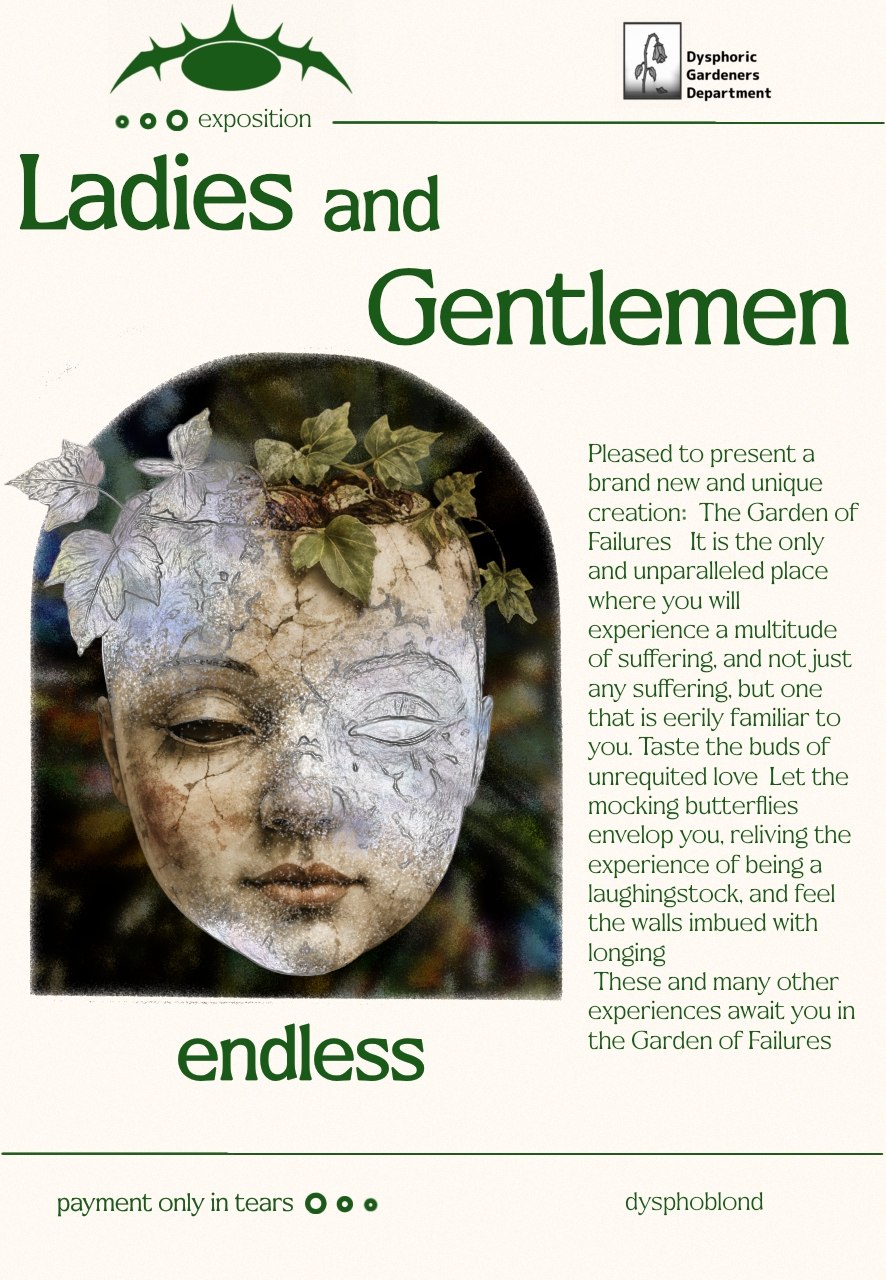 Dysphoric
Gardeners
Department
exposition
Ladies and
Gentlemen
Pleased to present a
brand new and unique
creation:  The Garden of
Failures   It is the only
and unparalleled place
where you will
experience a multitude
of suffering, and not just
any suffering, but one
that is eerily familiar to
you. Taste the buds of
unrequited love  Let the
mocking butterflies
envelop you, reliving the
experience of being a
laughingstock, and feel
the walls imbued with
longing
These and many other
experiences await you in
the Garden of Failures
endless
payment only in tears
dysphoblond